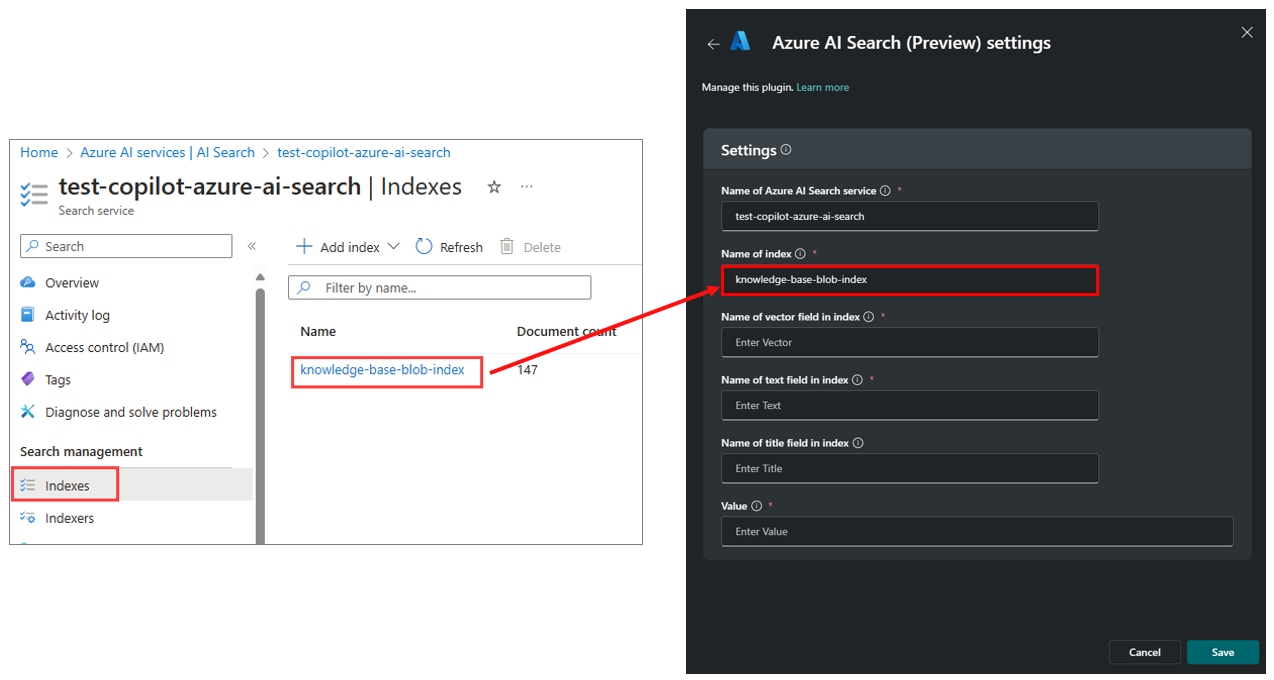 Home > Azure AI services | AI Search > test-copilot-azure-ai-search
test-copilot-azure-ai-search | Indexes
Search service
Search
Overview
Activity log
Access control (IAM)
Tags
Diagnose and solve problems
Search management
Indexes
Indexers
Add index
Refresh
Delete
Filter by name...
Name Document count
knowledge-base-blob-index 147
Azure AI Search (Preview) settings
Manage this plugin. Learn more
Settings
Name of Azure AI Search service *
test-copilot-azure-ai-search
Name of index *
knowledge-base-blob-index
Name of vector field in index *
Enter Vector
Name of text field in index *
Enter Text
Name of title field in index
Enter Title
Value *
Enter Value
Cancel Save